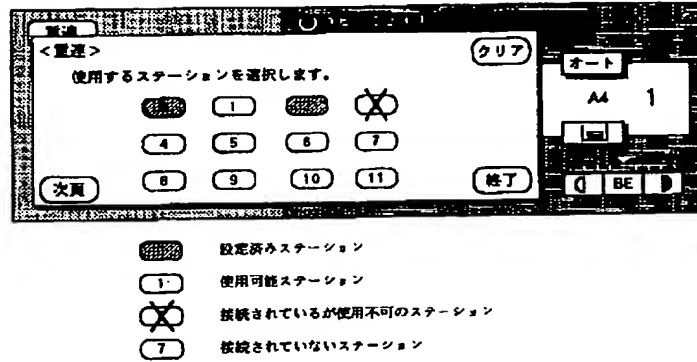 重連
<重連>
クリア
使用するステーションを選択します。
1
4 5 6 7
8 9 10 11
次頁
終了
オート
A4 1
BE
設定済みステーション
1 使用可能ステーション
接続されているが使用不可のステーション
7 接続されていないステーション